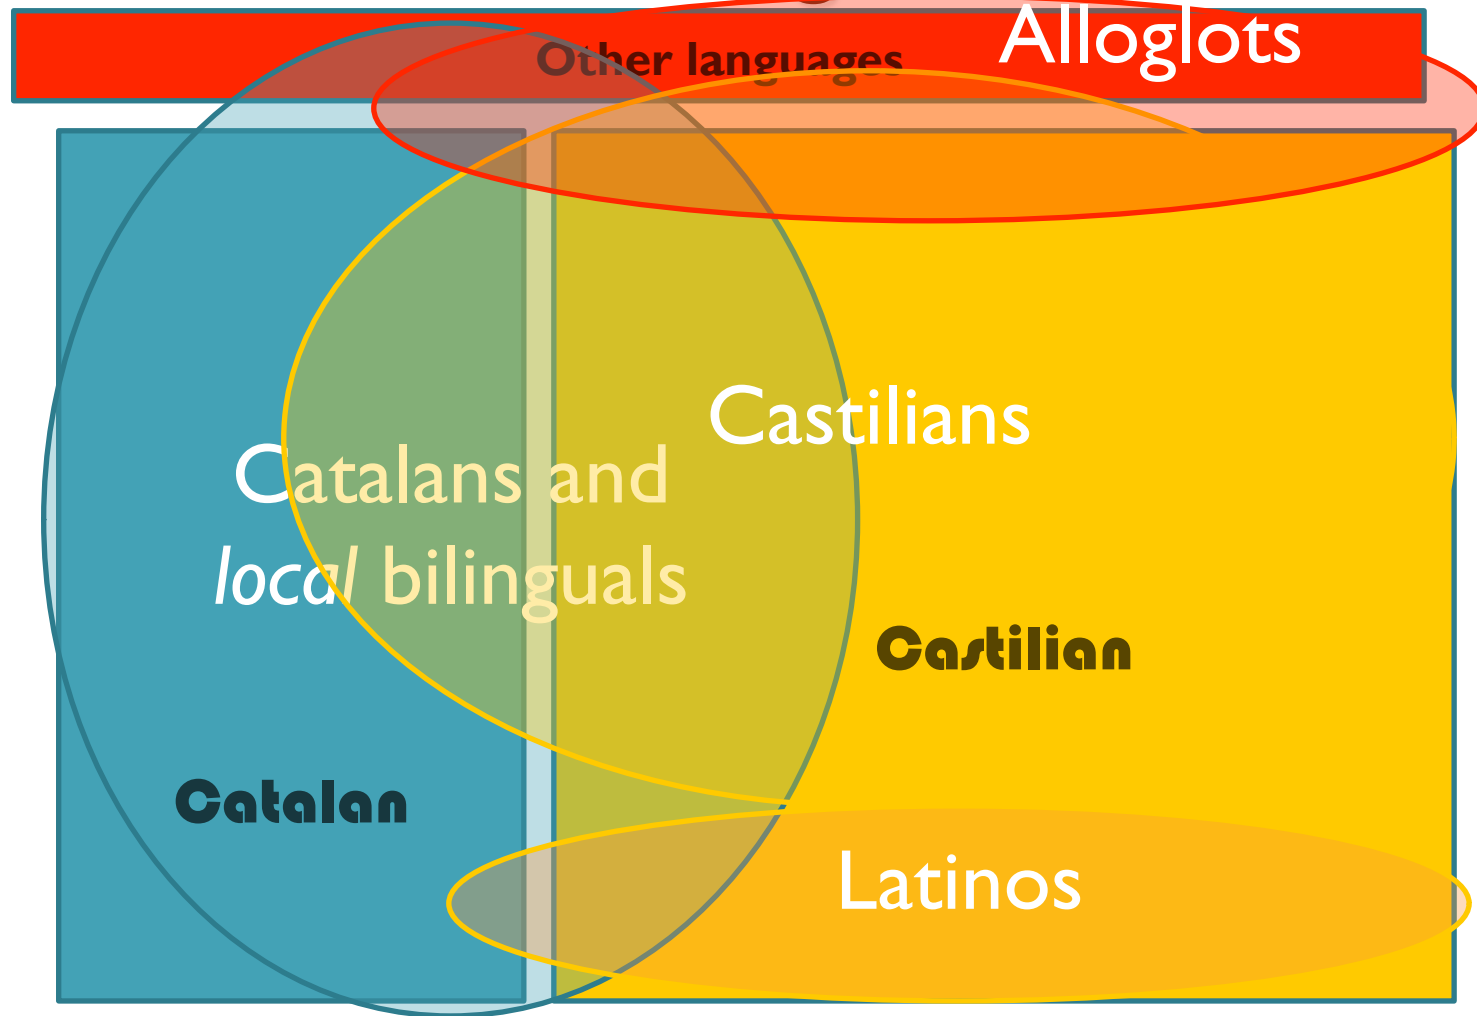 Alloglots
Other languages
Castilians
Catalans and
local bilinguals
Castilian
Catalan
Latinos